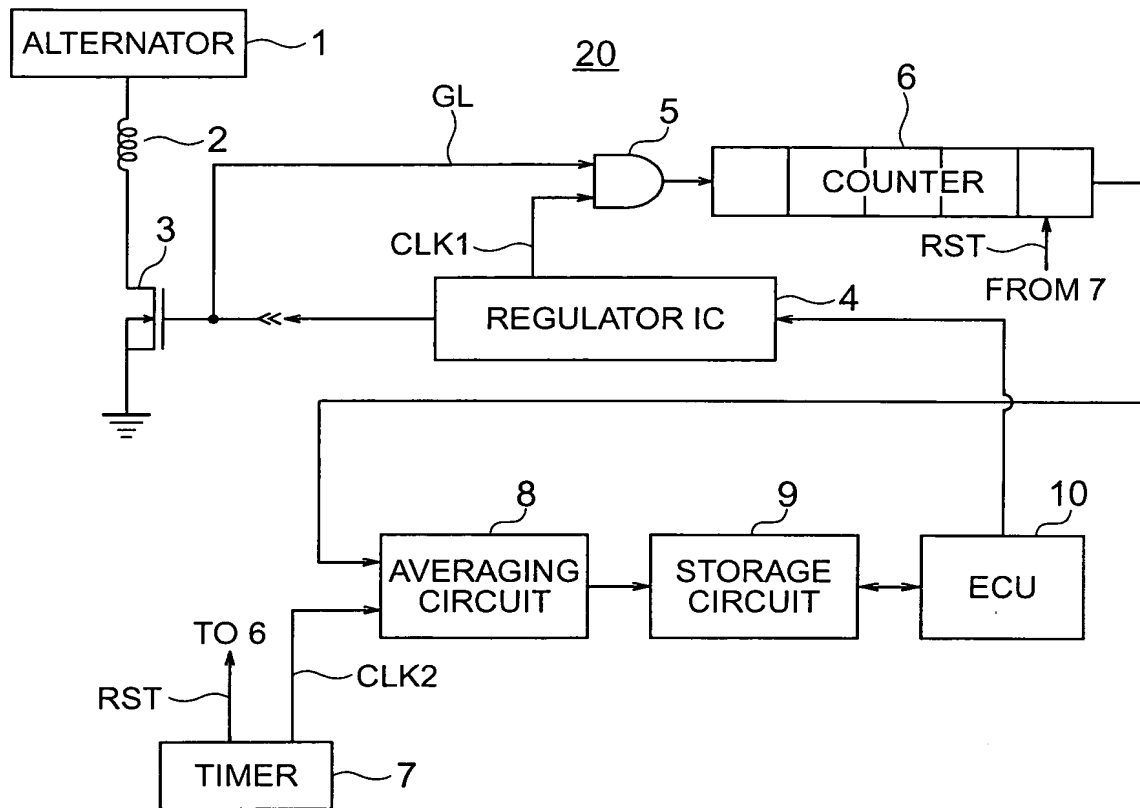 ALTERNATOR
1
20
2
GL
5
6
COUNTER
3
CLK1
RST
FROM 7
REGULATOR IC
4
8
9
10
AVERAGING
CIRCUIT
STORAGE
CIRCUIT
ECU
TO 6
RST
CLK2
TIMER
7